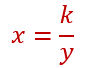 x = k/y